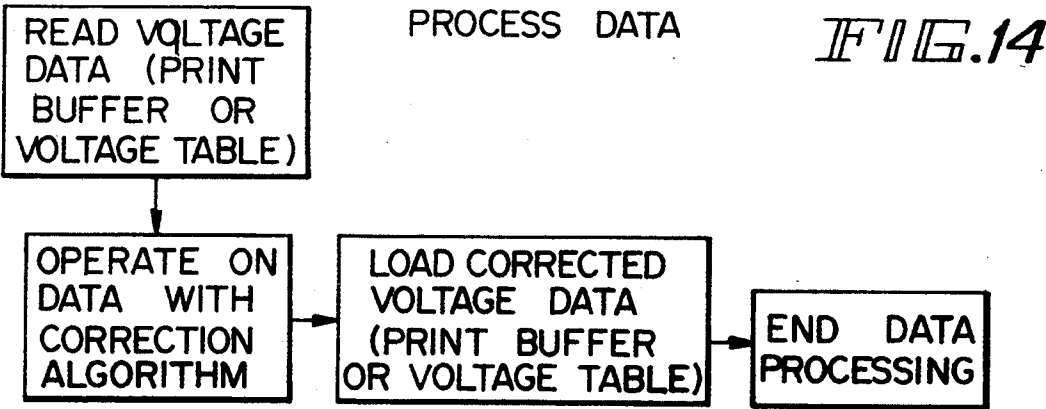 PROCESS DATA
FIG.14
READ VOLTAGE
DATA (PRINT
BUFFER OR
VOLTAGE TABLE)
OPERATE ON
DATA WITH
CORRECTION
ALGORITHM
LOAD CORRECTED
VOLTAGE DATA
(PRINT BUFFER
OR VOLTAGE TABLE)
END DATA
PROCESSING